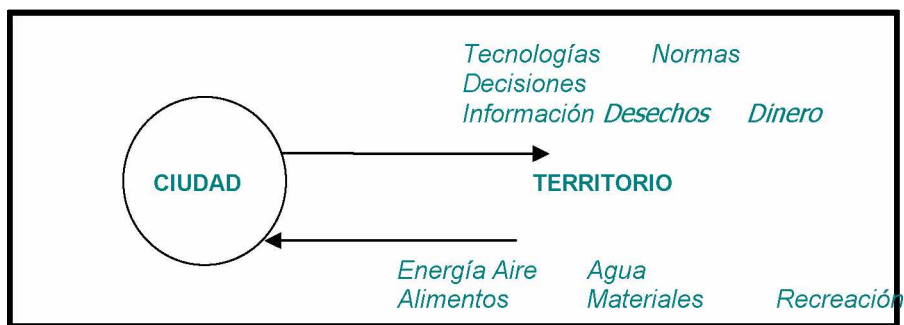 Tecnologías Normas
Decisiones
Información Desechos Dinero
CIUDAD TERRITORIO
Energía Aire Agua
Alimentos Materiales Recreación